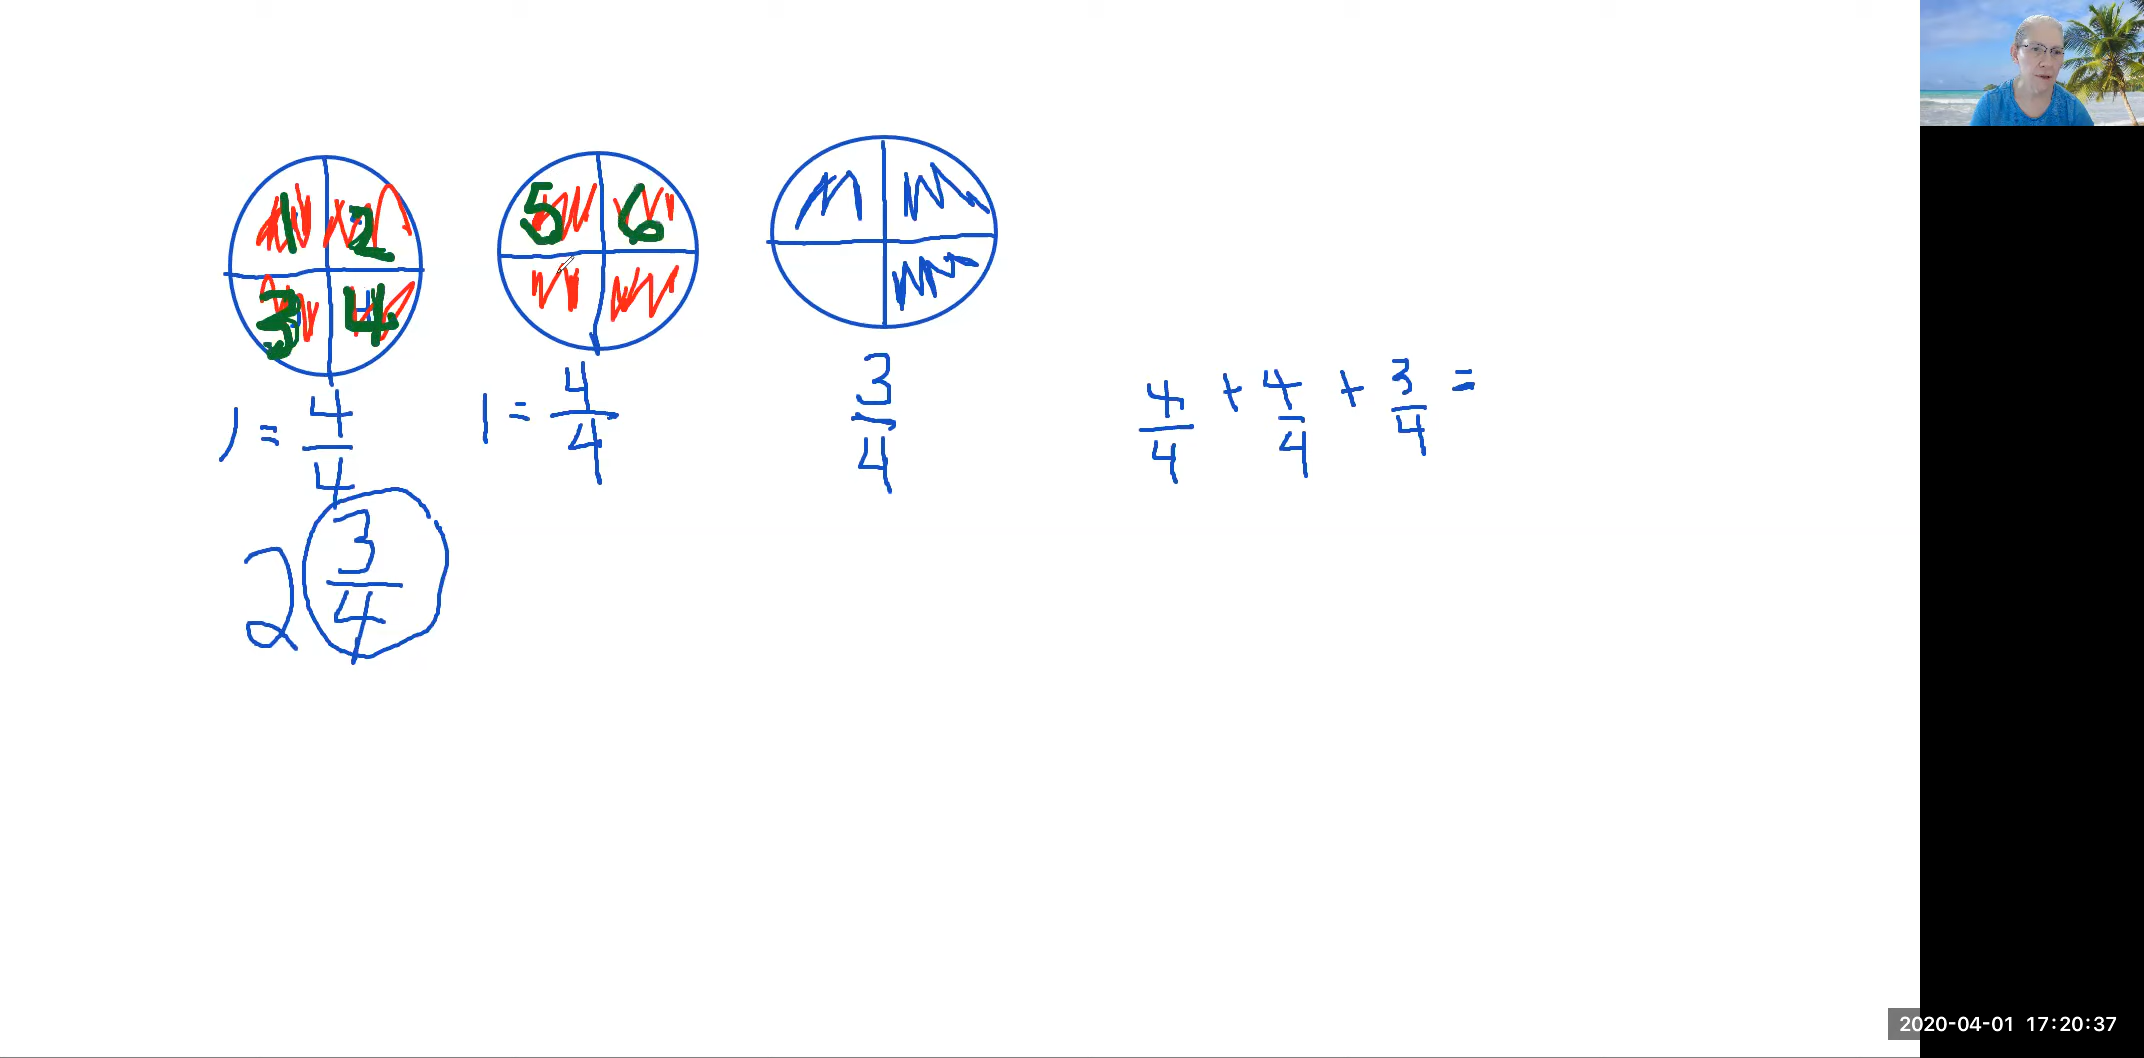 1 2
3 4
5 6
1 = 4/4
1 = 4/4
3/4
4/4 + 4/4 + 3/4 =
2 3/4
2020-04-01 17:20:37